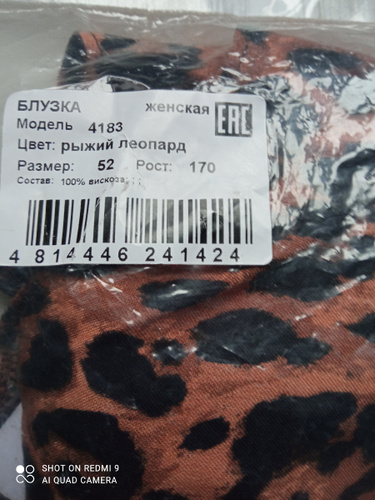 БЛУЗКА женская EAC
Модель 4183
Цвет: рыжий леопард
Размер: 52 Рост: 170
Состав: 100% вискоза
4 814446 241424
SHOT ON REDMI 9
AI QUAD CAMERA